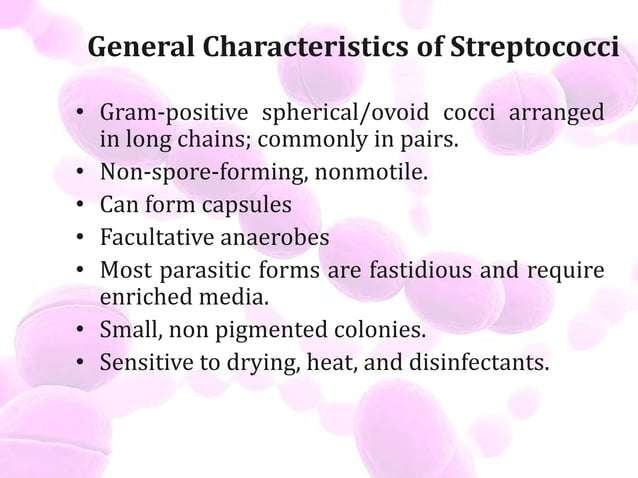 General Characteristics of Streptococci
• Gram-positive spherical/ovoid cocci arranged
in long chains; commonly in pairs.
• Non-spore-forming, nonmotile.
• Can form capsules
• Facultative anaerobes
• Most parasitic forms are fastidious and require
enriched media.
• Small, non pigmented colonies.
• Sensitive to drying, heat, and disinfectants.